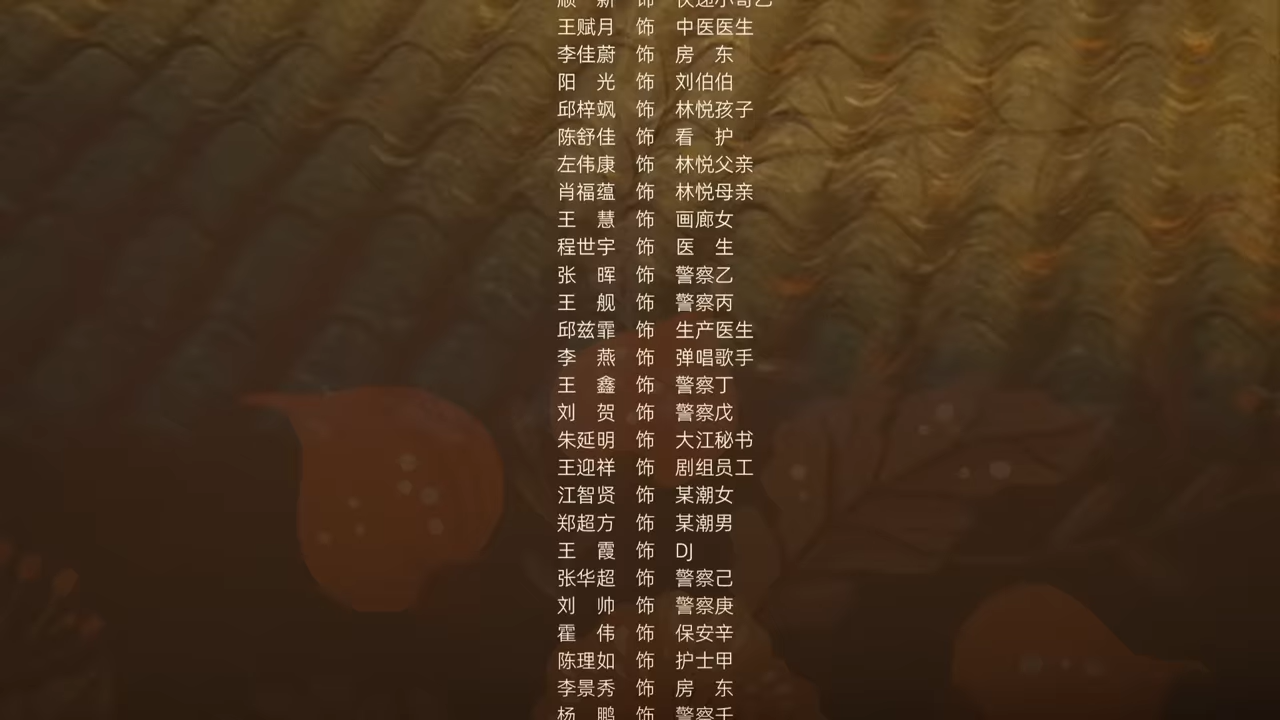 王赋月 饰 中医医生
李佳蔚 饰 房 东
阳 光 饰 刘伯伯
邱梓飒 饰 林悦孩子
陈舒佳 饰 看 护
左伟康 饰 林悦父亲
肖福蕴 饰 林悦母亲
王 慧 饰 画廊女
程世宇 饰 医 生
张 晖 饰 警察乙
王 舰 饰 警察丙
邱兹霏 饰 生产医生
李 燕 饰 弹唱歌手
王 鑫 饰 警察丁
刘 贺 饰 警察戊
朱延明 饰 大江秘书
王迎祥 饰 剧组员工
江智贤 饰 某潮女
郑超方 饰 某潮男
王 霞 饰 DJ
张华超 饰 警察己
刘 帅 饰 警察庚
霍 伟 饰 保安辛
陈理如 饰 护士甲
李景秀 饰 房 东
杨 鹏 饰 警察